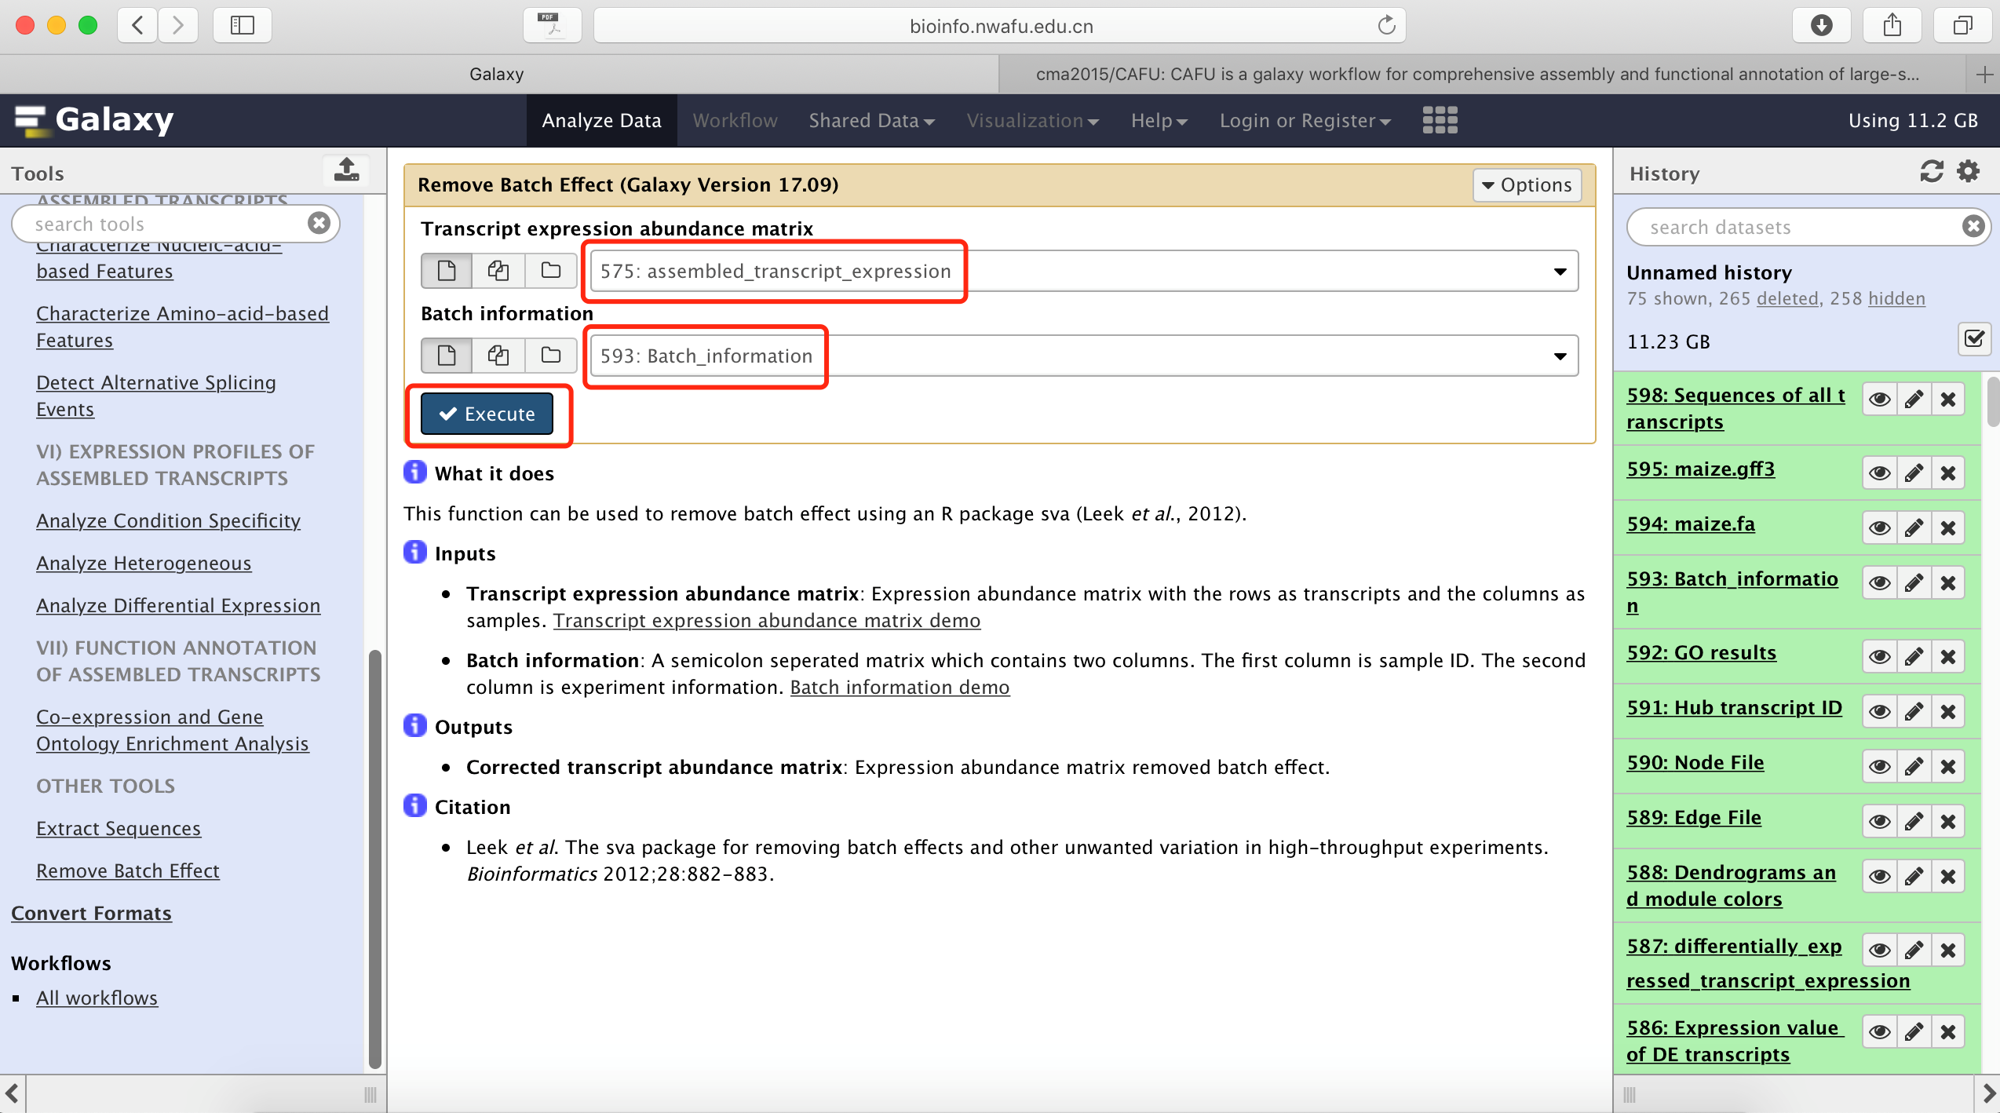 PDF
bioinfo.nwafu.edu.cn
Galaxy
cma2015/CAFU: CAFU is a galaxy workflow for comprehensive assembly and functional annotation of large-s...
Galaxy
Analyze Data
Workflow
Shared Data
Visualization
Help
Login or Register
Using 11.2 GB
Tools
ASSEMBLED TRANSCRIPTS
search tools
Characterize Nucleic-acid-
based Features
Characterize Amino-acid-based
Features
Detect Alternative Splicing
Events
VI) EXPRESSION PROFILES OF
ASSEMBLED TRANSCRIPTS
Analyze Condition Specificity
Analyze Heterogeneous
Analyze Differential Expression
VII) FUNCTION ANNOTATION
OF ASSEMBLED TRANSCRIPTS
Co-expression and Gene
Ontology Enrichment Analysis
OTHER TOOLS
Extract Sequences
Remove Batch Effect
Convert Formats
Workflows
All workflows
Remove Batch Effect (Galaxy Version 17.09)
Options
Transcript expression abundance matrix
575: assembled_transcript_expression
Batch information
593: Batch_information
Execute
What it does
This function can be used to remove batch effect using an R package sva (Leek et al., 2012).
Inputs
Transcript expression abundance matrix: Expression abundance matrix with the rows as transcripts and the columns as
samples. Transcript expression abundance matrix demo
Batch information: A semicolon seperated matrix which contains two columns. The first column is sample ID. The second
column is experiment information. Batch information demo
Outputs
Corrected transcript abundance matrix: Expression abundance matrix removed batch effect.
Citation
Leek et al. The sva package for removing batch effects and other unwanted variation in high-throughput experiments.
Bioinformatics 2012;28:882-883.
History
search datasets
Unnamed history
75 shown, 265 deleted, 258 hidden
11.23 GB
598: Sequences of all t
ranscripts
595: maize.gff3
594: maize.fa
593: Batch_informatio
n
592: GO results
591: Hub transcript ID
590: Node File
589: Edge File
588: Dendrograms an
d module colors
587: differentially_exp
ressed_transcript_expression
586: Expression value
of DE transcripts